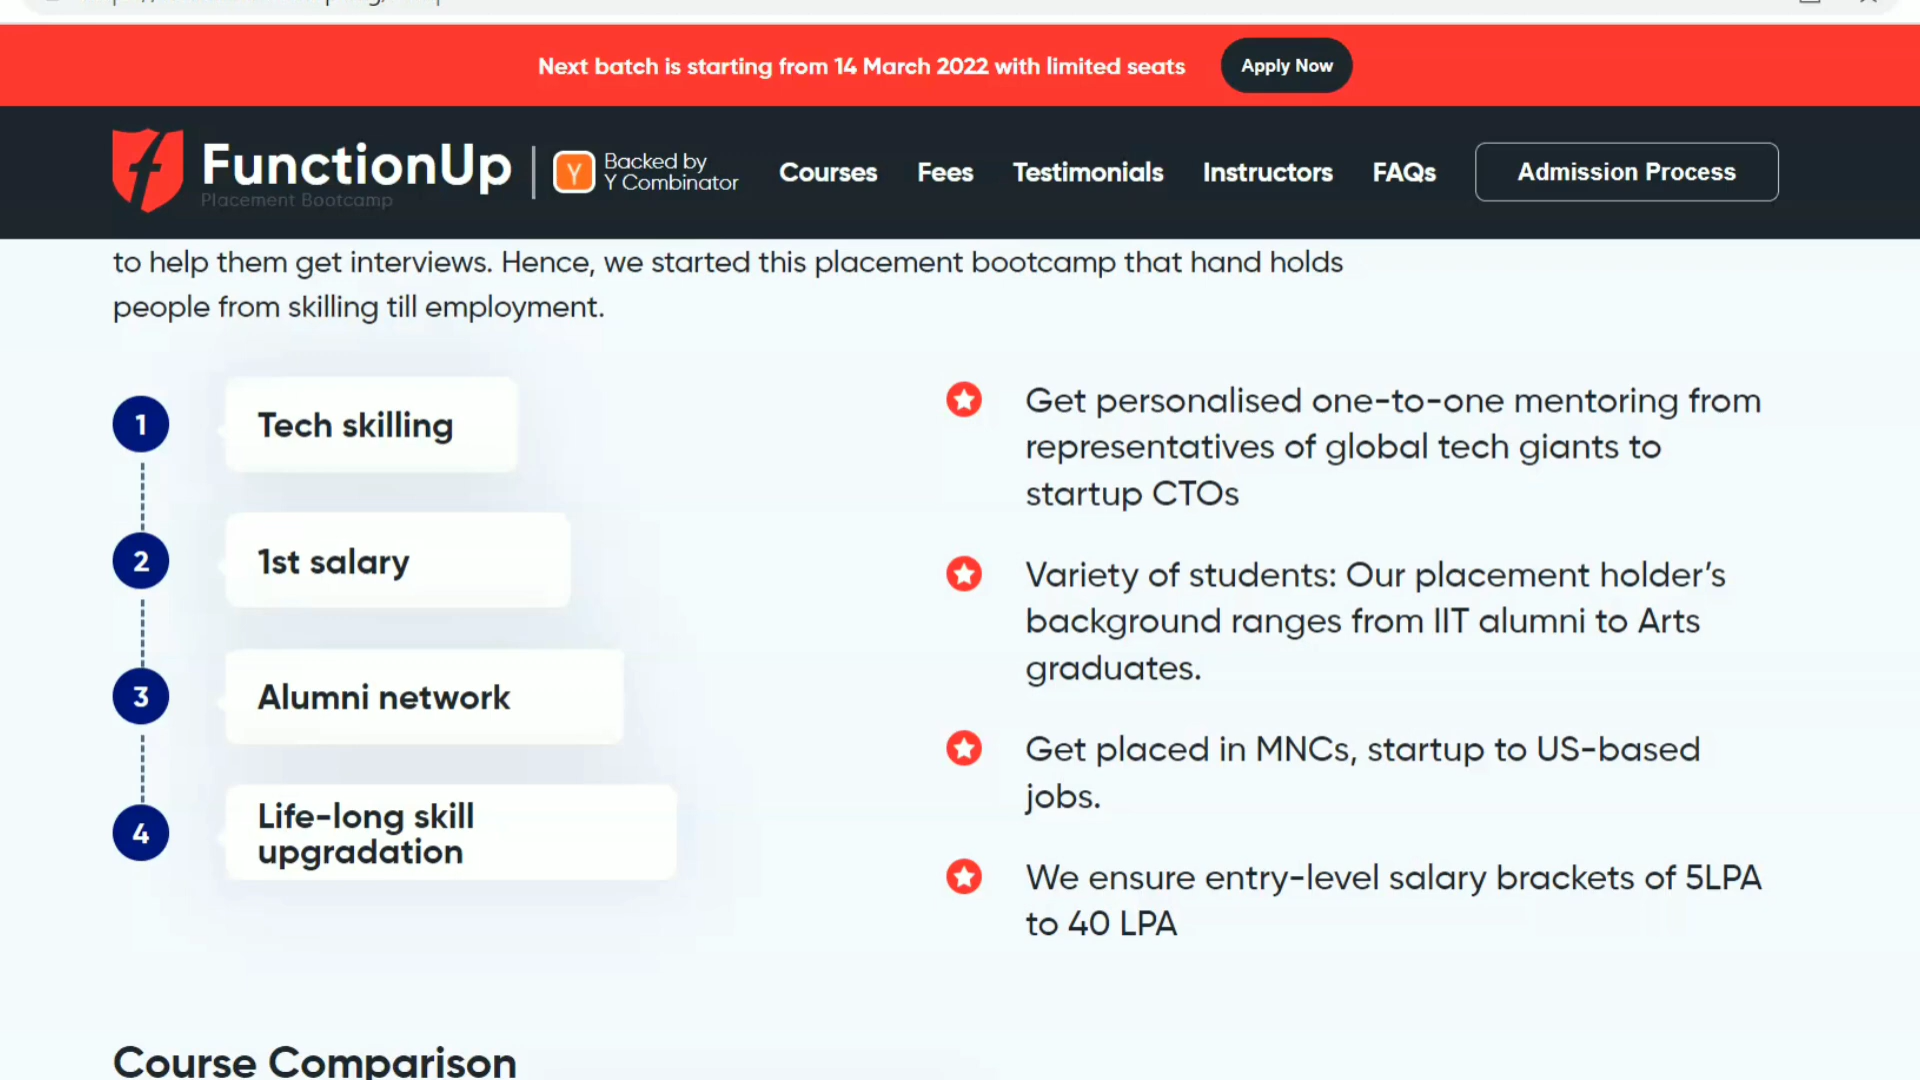 Next batch is starting from 14 March 2022 with limited seats
Apply Now
FunctionUp
Placement Bootcamp
Y
Backed by
Y Combinator
Courses
Fees
Testimonials
Instructors
FAQs
Admission Process
to help them get interviews. Hence, we started this placement bootcamp that hand holds
people from skilling till employment.
1
Tech skilling
2
1st salary
3
Alumni network
4
Life-long skill
upgradation
Get personalised one-to-one mentoring from
representatives of global tech giants to
startup CTOs
Variety of students: Our placement holder’s
background ranges from IIT alumni to Arts
graduates.
Get placed in MNCs, startup to US-based
jobs.
We ensure entry-level salary brackets of 5LPA
to 40 LPA
Course Comparison